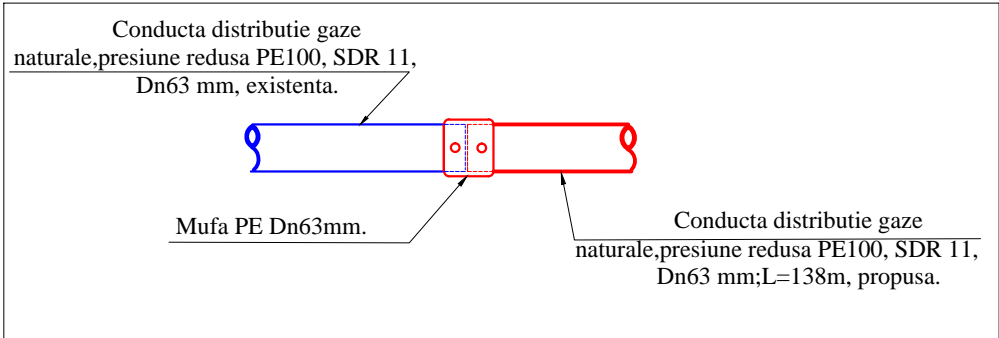 Conducta distributie gaze
naturale,presiune redusa PE100, SDR 11,
Dn63 mm, existenta.
Mufa PE Dn63mm.
Conducta distributie gaze
naturale,presiune redusa PE100, SDR 11,
Dn63 mm;L=138m, propusa.